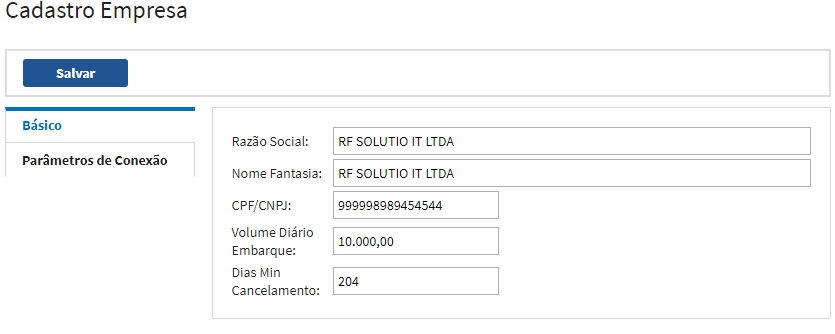 Cadastro Empresa
Salvar
Básico
Parâmetros de Conexão
Razão Social: RF SOLUTIO IT LTDA
Nome Fantasia: RF SOLUTIO IT LTDA
CPF/CNPJ: 999998989454544
Volume Diário
Embarque: 10.000,00
Dias Min
Cancelamento: 204